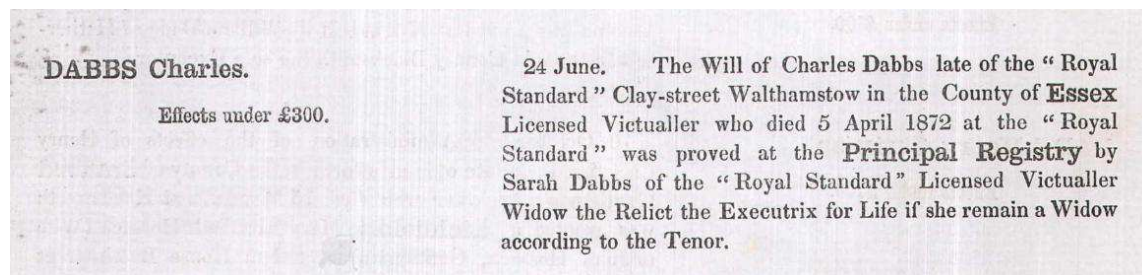 DABBS Charles.
Effects under £300.
24 June. The Will of Charles Dabbs late of the “Royal
Standard” Clay-street Walthamstow in the County of Essex
Licensed Victualler who died 5 April 1872 at the “Royal
Standard” was proved at the Principal Registry by
Sarah Dabbs of the “Royal Standard” Licensed Victualler
Widow the Relict the Executrix for Life if she remain a Widow
according to the Tenor.